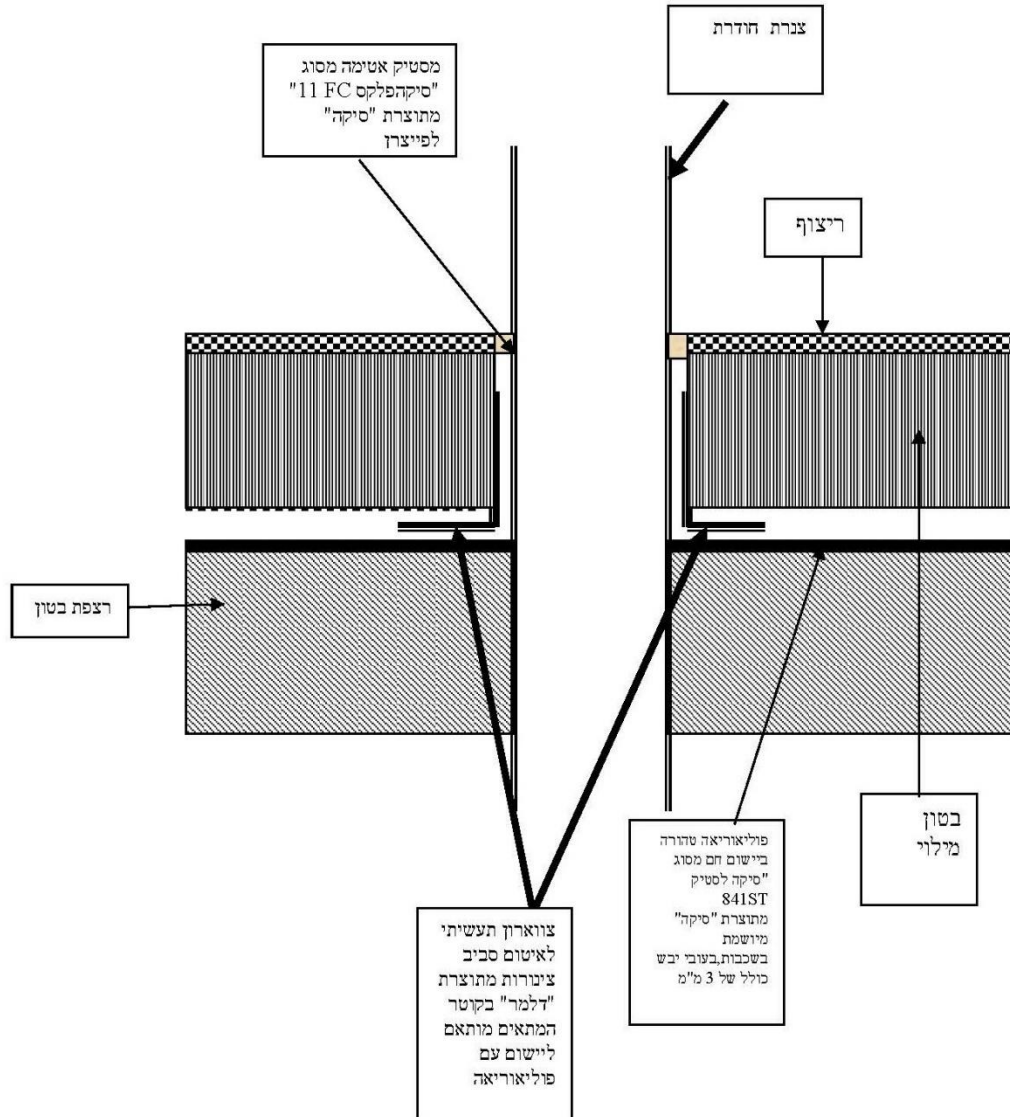 צנרת חודרת
מסטיק אטימה מסוג
"סיקהפלקס 11 FC"
מתוצרת "סיקה"
לפייצרן
ריצוף
רצפת בטון
בטון
מילוי
פוליאוריאה טהורה
ביישום חם מסוג
"סיקה לסטיק
841ST
מתוצרת "סיקה"
מיושמת
בשכבות,בעובי יבש
כולל של 3 מ"מ
צווארון תעשיתי
לאיטום סביב
צינורות מתוצרת
"דלמר" בקוטר
המתאים מותאם
ליישום עם
פוליאוריאה